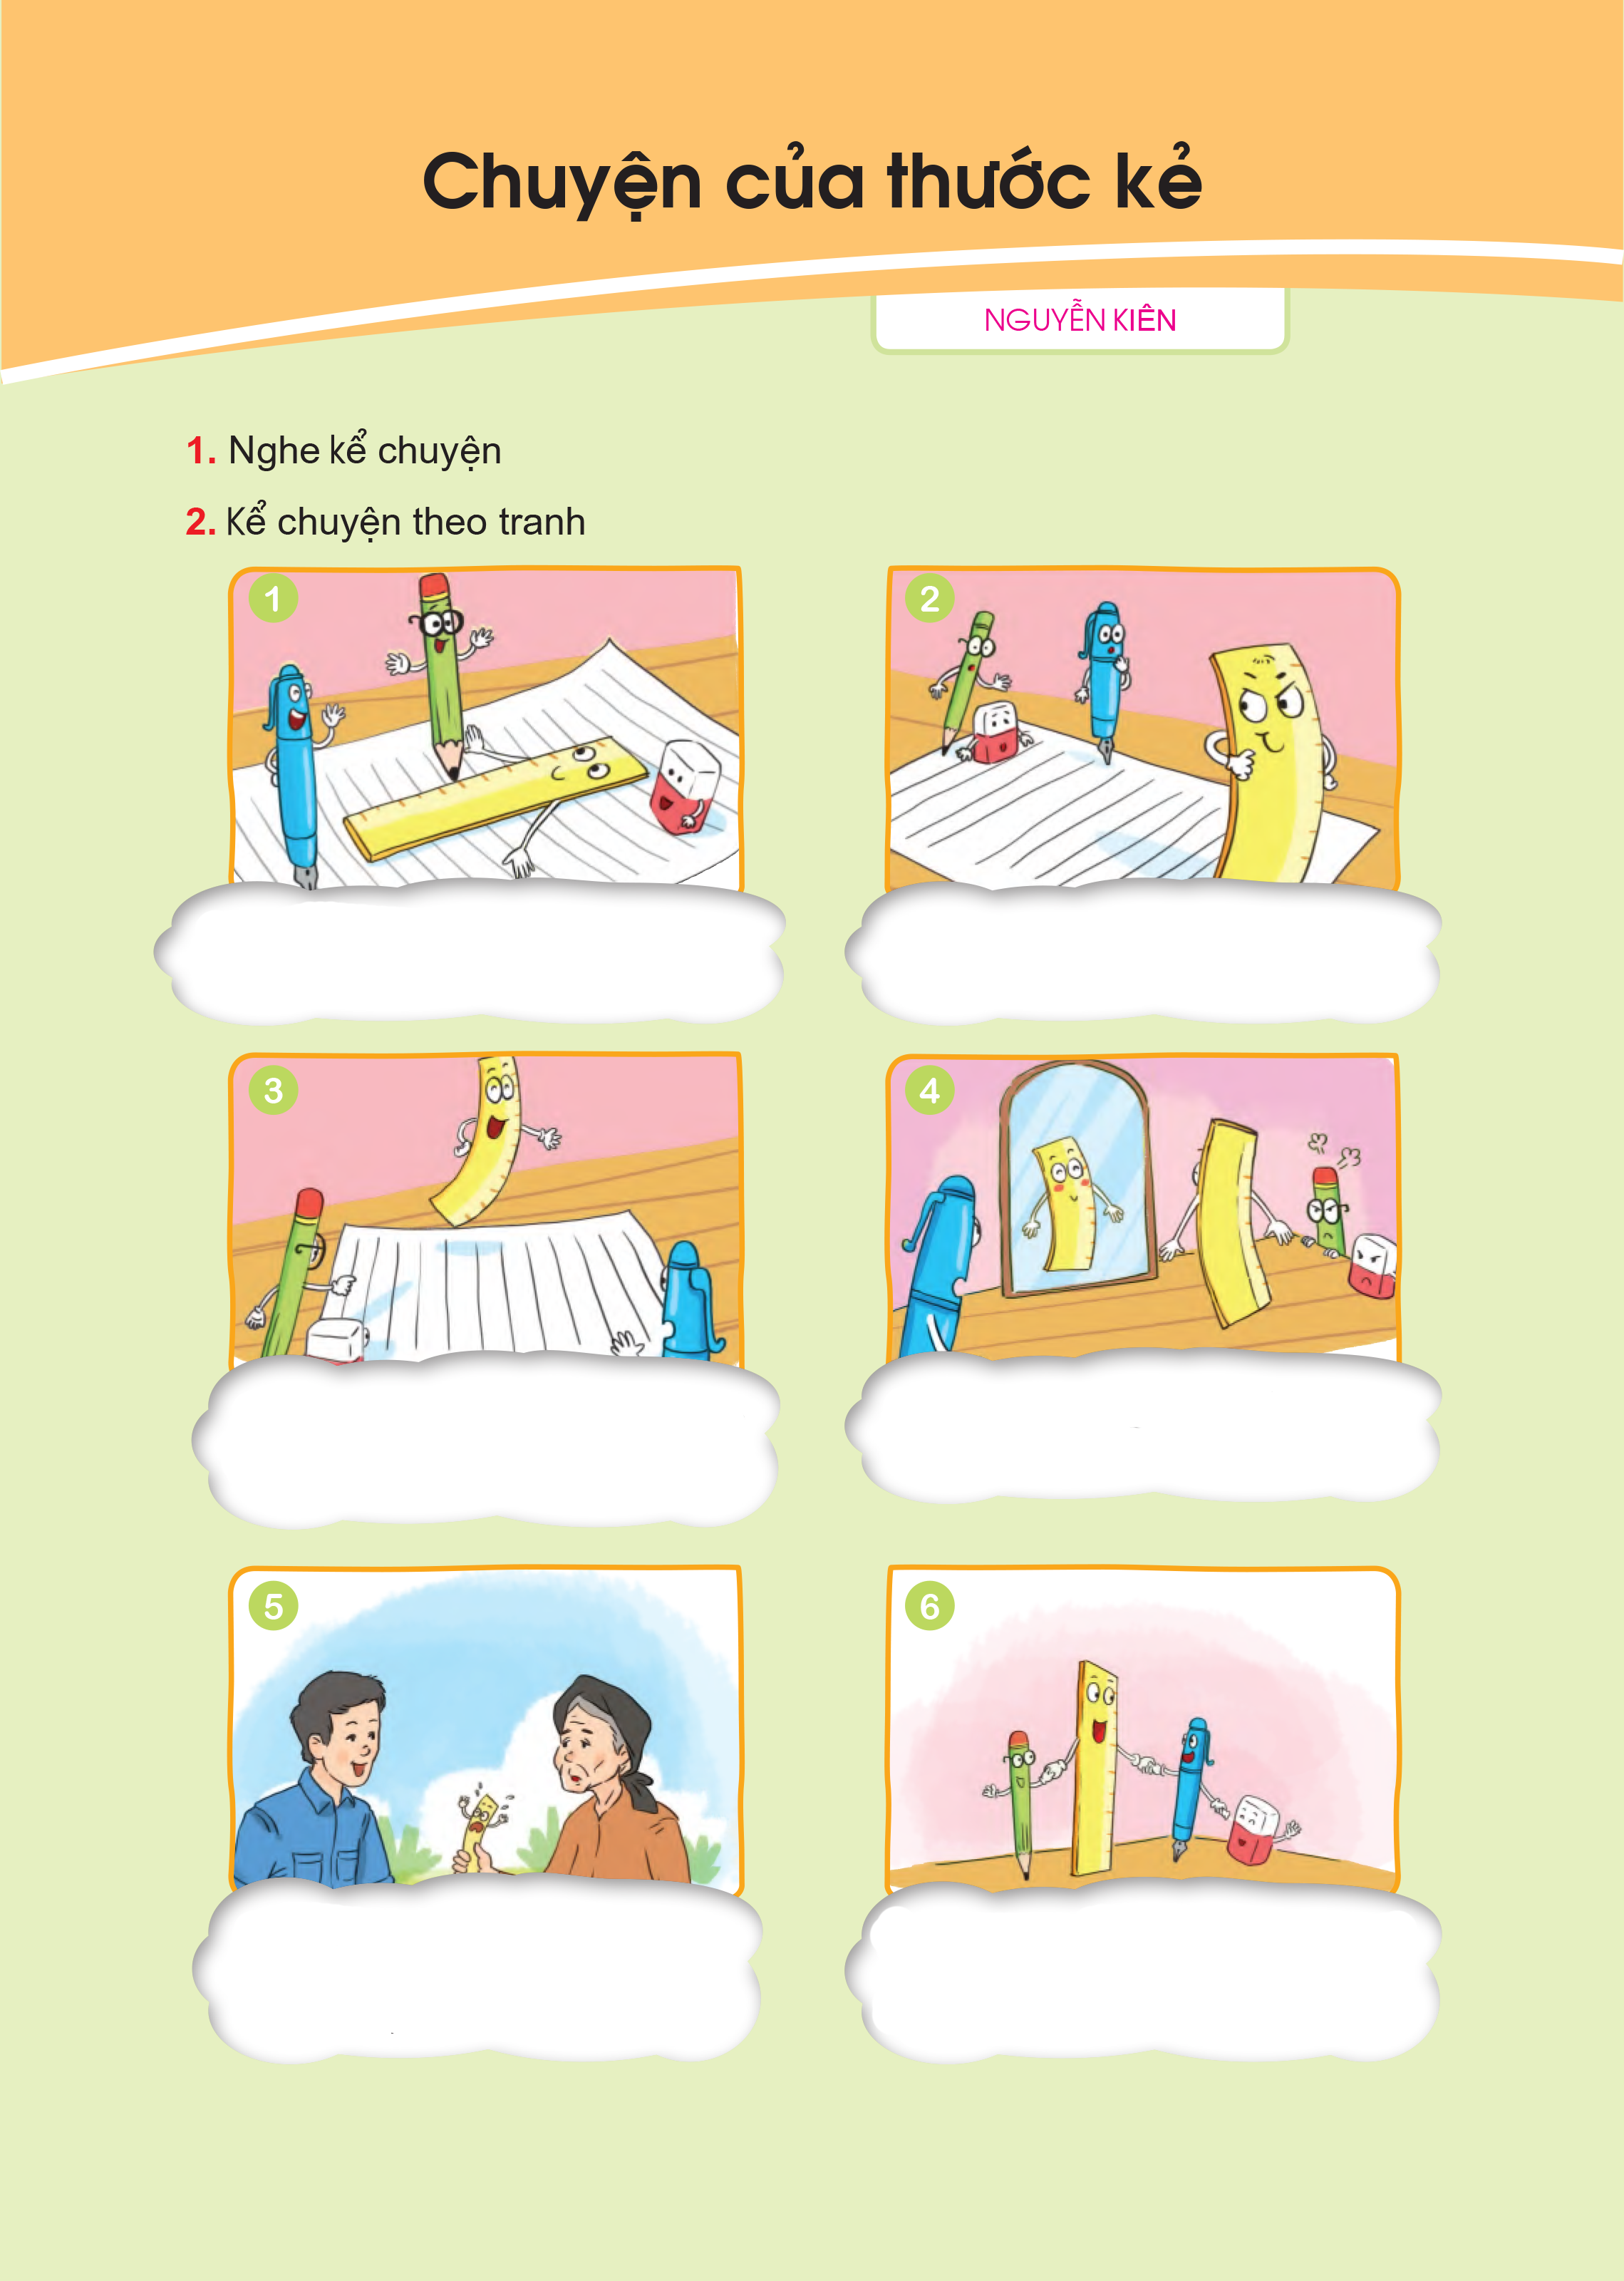 Chuyện của thước kẻ
NGUYỄN KIÊN
1. Nghe kể chuyện
2. Kể chuyện theo tranh
1
2
3
4
5
6